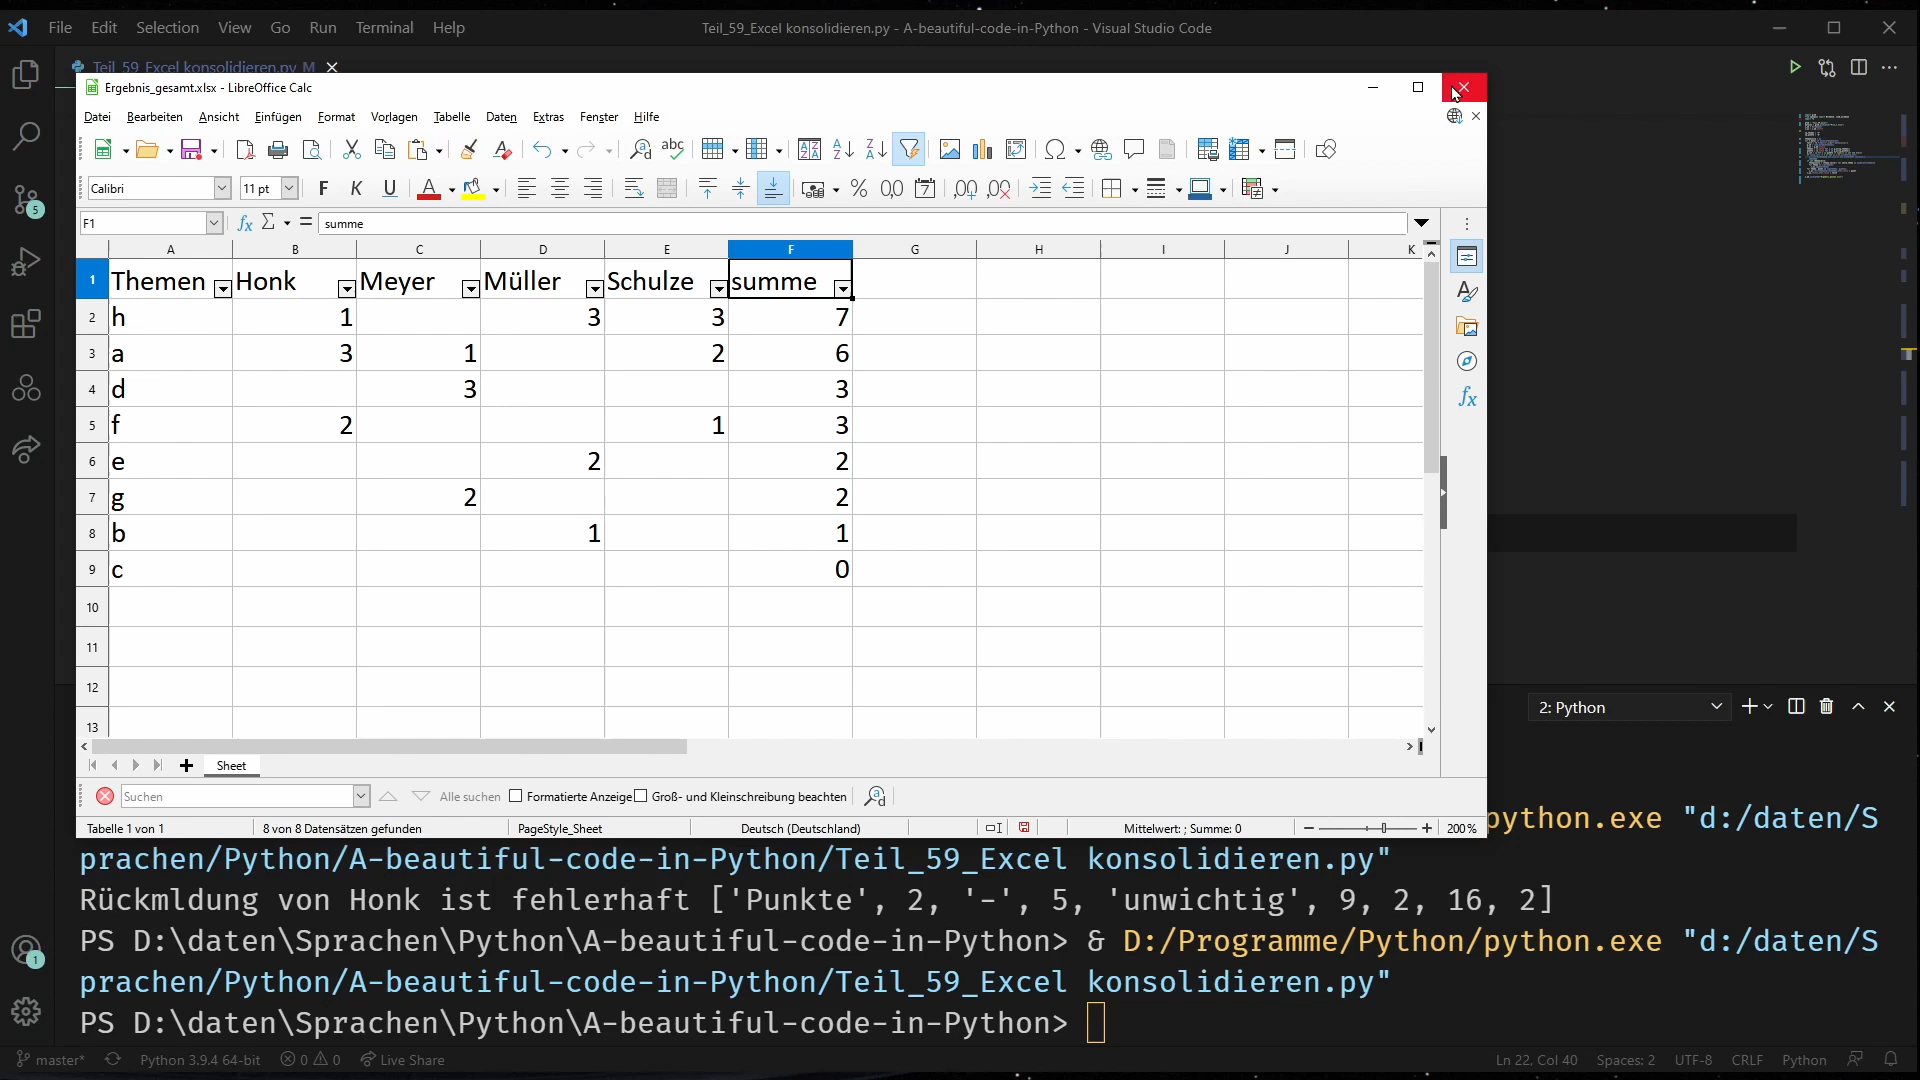 File Edit Selection View Go Run Terminal Help
Teil_59_Excel konsolidieren.py - A-beautiful-code-in-Python - Visual Studio Code
Teil_59_Excel konsolidieren.py M
Ergebnis_gesamt.xlsx - LibreOffice Calc
Datei Bearbeiten Ansicht Einfügen Format Vorlagen Tabelle Daten Extras Fenster Hilfe
Calibri 11 pt F K U
F1 summe
A B C D E F G H I J K
1 Themen Honk Meyer Müller Schulze summe
2 h 1 3 3 7
3 a 3 1 2 6
4 d 3 3
5 f 2 1 3
6 e 2 2
7 g 2 2
8 b 1 1
9 c 0
10
11
12
13
Sheet
Suchen Alle suchen Formatierte Anzeige Groß- und Kleinschreibung beachten
Tabelle 1 von 1 8 von 8 Datensätzen gefunden PageStyle_Sheet Deutsch (Deutschland) Mittelwert: ; Summe: 0 200%
2: Python
python.exe "d:/daten/S
prachen/Python/A-beautiful-code-in-Python/Teil_59_Excel konsolidieren.py"
Rückmldung von Honk ist fehlerhaft ['Punkte', 2, '-', 5, 'unwichtig', 9, 2, 16, 2]
PS D:\daten\Sprachen\Python\A-beautiful-code-in-Python> & D:/Programme/Python/python.exe "d:/daten/S
prachen/Python/A-beautiful-code-in-Python/Teil_59_Excel konsolidieren.py"
PS D:\daten\Sprachen\Python\A-beautiful-code-in-Python>
5
1
master* Python 3.9.4 64-bit 0 0 Live Share Ln 22, Col 40 Spaces: 2 UTF-8 CRLF Python